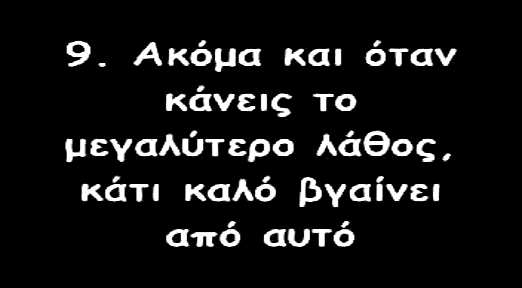 9. Ακόμα και όταν
κάνεις το
μεγαλύτερο λάθος,
κάτι καλό βγαίνει
από αυτό